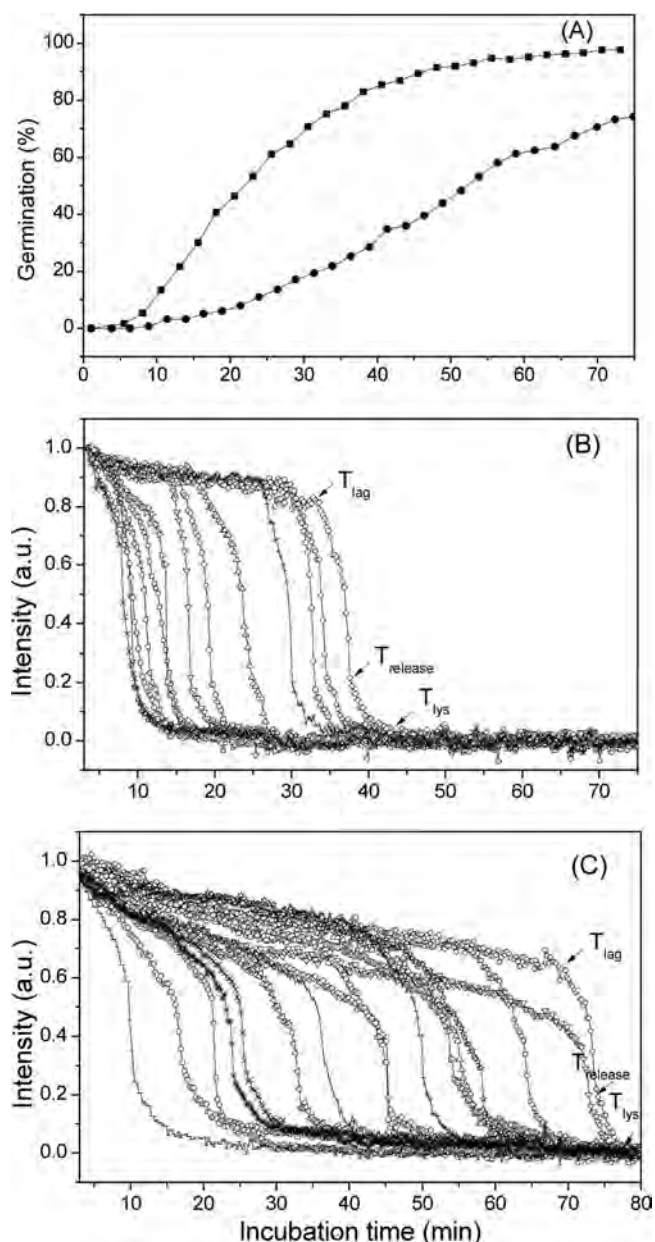 (A)
Germination (%)
100
80
60
40
20
0
0 10 20 30 40 50 60 70
(B)
Intensity (a.u.)
1.0
0.8
0.6
0.4
0.2
0.0
Tlag
Trelease
Tlys
10 20 30 40 50 60 70
(C)
Intensity (a.u.)
1.0
0.8
0.6
0.4
0.2
0.0
Tlag
Trelease
Tlys
10 20 30 40 50 60 70 80
Incubation time (min)